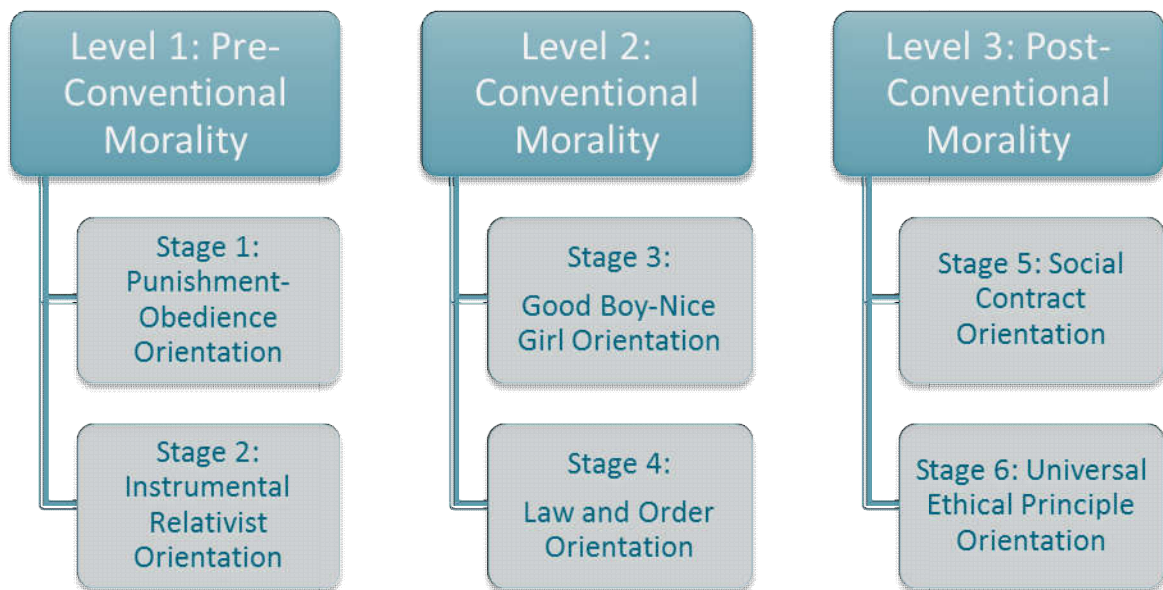 Level 1: Pre-
Conventional
Morality
Stage 1:
Punishment-
Obedience
Orientation
Stage 2:
Instrumental
Relativist
Orientation
Level 2:
Conventional
Morality
Stage 3:
Good Boy-Nice
Girl Orientation
Stage 4:
Law and Order
Orientation
Level 3: Post-
Conventional
Morality
Stage 5: Social
Contract
Orientation
Stage 6: Universal
Ethical Principle
Orientation